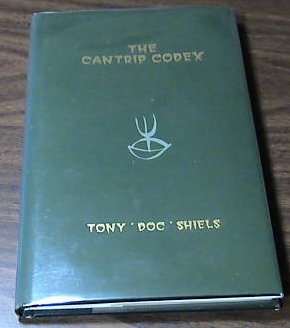 THE
CANTRIP CODEX
TONY 'DOC' SHIELS